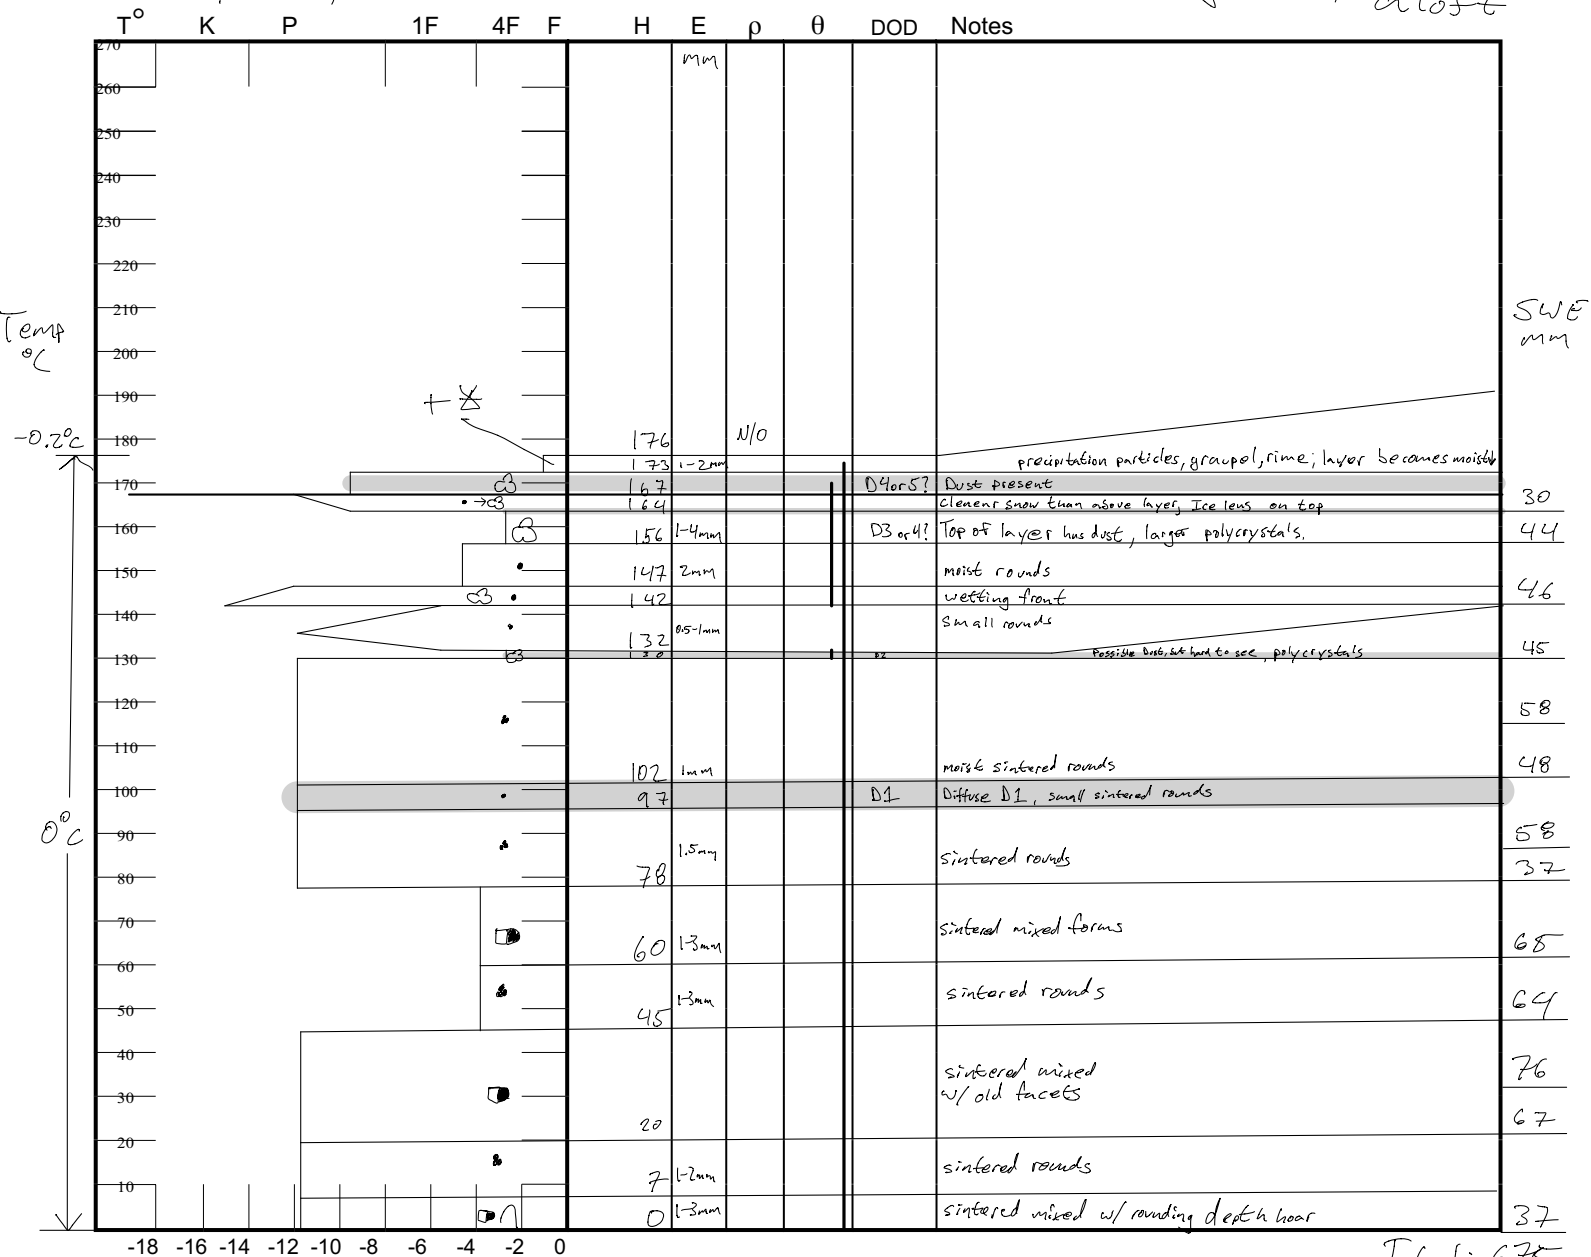 aloft
T° K P 1F 4F F H E ρ θ DOD Notes
mm
270
260
250
240
230
220
210
SWE
mm
Temp
°C
200
190
+
-0.2°C
180 176 N/O
173 1-2mm precipitation particles, graupel, rime; layer becomes moist↓
170 167 D4or5? Dust present
→ 164 Clenenr snow than above layer, Ice lens on top 30
160 156 1-4mm D3 or 4? Top of layer has dust, larger polycrystals. 44
150 147 2mm moist rounds
142 wetting front 46
140 Small rounds
132 0.5-1mm
130 130 D2 Possible Dust, but hard to see, polycrystals 45
120 58
110
102 1mm moist sintered rounds 48
100 97 D1 Diffuse D1, small sintered rounds
0°C
90 58
1.5mm sintered rounds
80 78 37
70 sintered mixed forms
60 60 1-3mm 68
1-3mm sintered rounds 64
50 45
40
sintered mixed 76
30 w/ old facets
20 20 67
7 1-2mm sintered rounds
10
0 1-3mm sintered mixed w/ rounding depth hoar 37
-18 -16 -14 -12 -10 -8 -6 -4 -2 0